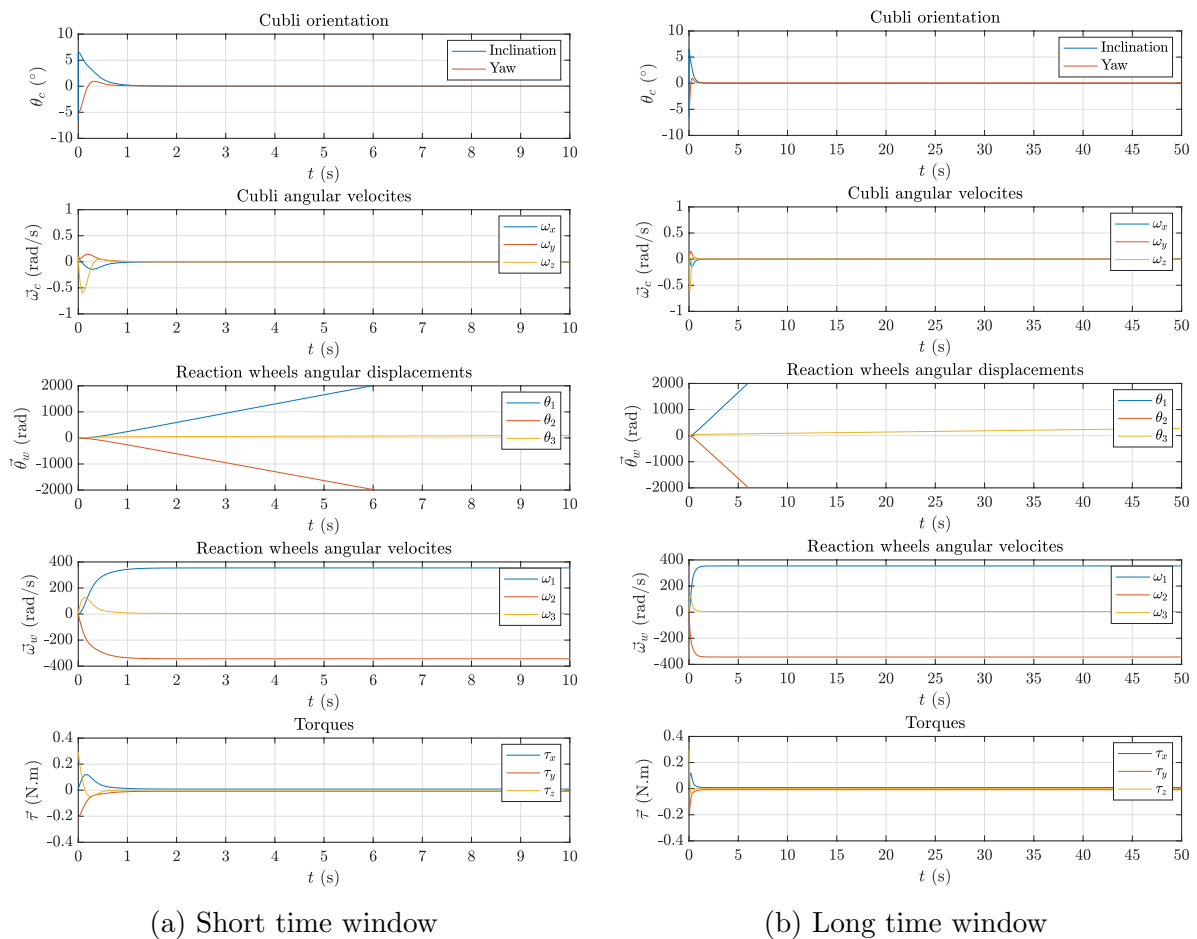 Cubli orientation
10
5
0
-5
-10
θc (°)
Inclination
Yaw
0 1 2 3 4 5 6 7 8 9 10
t (s)
Cubli angular velocites
1
0.5
0
-0.5
-1
ω⃗c (rad/s)
ωx
ωy
ωz
0 1 2 3 4 5 6 7 8 9 10
t (s)
Reaction wheels angular displacements
2000
1000
0
-1000
-2000
θ⃗w (rad)
θ1
θ2
θ3
0 1 2 3 4 5 6 7 8 9 10
t (s)
Reaction wheels angular velocites
400
200
0
-200
-400
ω⃗w (rad/s)
ω1
ω2
ω3
0 1 2 3 4 5 6 7 8 9 10
t (s)
Torques
0.4
0.2
0
-0.2
-0.4
τ⃗ (N.m)
τx
τy
τz
0 1 2 3 4 5 6 7 8 9 10
t (s)
(a) Short time window
Cubli orientation
10
5
0
-5
-10
θc (°)
Inclination
Yaw
0 5 10 15 20 25 30 35 40 45 50
t (s)
Cubli angular velocites
1
0.5
0
-0.5
-1
ω⃗c (rad/s)
ωx
ωy
ωz
0 5 10 15 20 25 30 35 40 45 50
t (s)
Reaction wheels angular displacements
2000
1000
0
-1000
-2000
θ⃗w (rad)
θ1
θ2
θ3
0 5 10 15 20 25 30 35 40 45 50
t (s)
Reaction wheels angular velocites
400
200
0
-200
-400
ω⃗w (rad/s)
ω1
ω2
ω3
0 5 10 15 20 25 30 35 40 45 50
t (s)
Torques
0.4
0.2
0
-0.2
-0.4
τ⃗ (N.m)
τx
τy
τz
0 5 10 15 20 25 30 35 40 45 50
t (s)
(b) Long time window